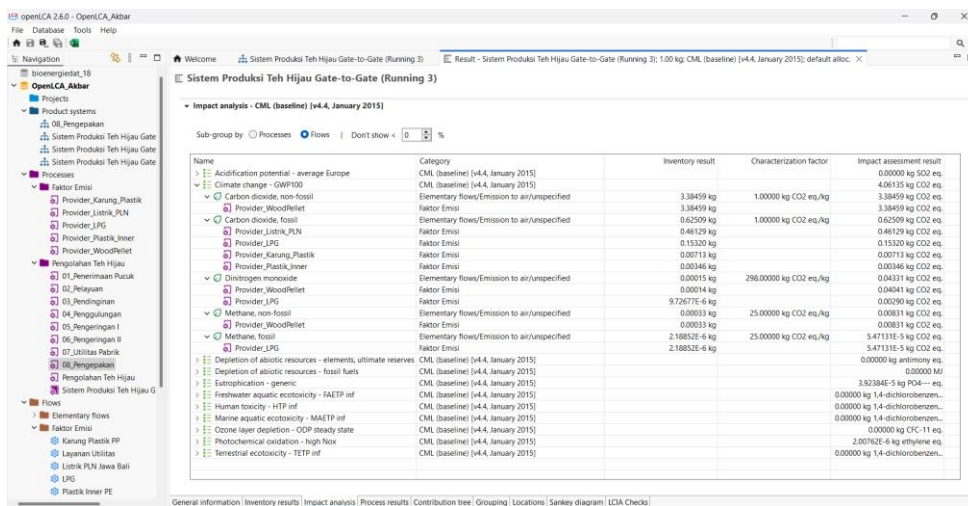 openLCA 2.6.0 - OpenLCA_Akbar
File Database Tools Help
Navigation
bioenergiedat_18
OpenLCA_Akbar
Projects
Product systems
08_Pengepakan
Sistem Produksi Teh Hijau Gate
Sistem Produksi Teh Hijau Gate
Sistem Produksi Teh Hijau Gate
Processes
Faktor Emisi
Provider_Karung_Plastik
Provider_Listrik_PLN
Provider_LPG
Provider_Plastik_Inner
Provider_WoodPellet
Pengolahan Teh Hijau
01_Penerimaan Pucuk
02_Pelayuan
03_Pendinginan
04_Penggulungan
05_Pengeringan I
06_Pengeringan II
07_Utilitas Pabrik
08_Pengepakan
Pengolahan Teh Hijau
Sistem Produksi Teh Hijau G
Flows
Elementary flows
Faktor Emisi
Karung Plastik PP
Layanan Utilitas
Listrik PLN Jawa Bali
LPG
Plastik Inner PE
Welcome Sistem Produksi Teh Hijau Gate-to-Gate (Running 3) Result - Sistem Produksi Teh Hijau Gate-to-Gate (Running 3); 1.00 kg; CML (baseline) [v4.4, January 2015]; default alloc.
Sistem Produksi Teh Hijau Gate-to-Gate (Running 3)
Impact analysis - CML (baseline) [v4.4, January 2015]
Sub-group by Processes Flows | Don't show < 0 %
Name Category Inventory result Characterization factor Impact assessment result
Acidification potential - average Europe CML (baseline) [v4.4, January 2015] 0.00000 kg SO2 eq.
Climate change - GWP100 CML (baseline) [v4.4, January 2015] 4.06135 kg CO2 eq.
Carbon dioxide, non-fossil Elementary flows/Emission to air/unspecified 3.38459 kg 1.00000 kg CO2 eq./kg 3.38459 kg CO2 eq.
Provider_WoodPellet Faktor Emisi 3.38459 kg 3.38459 kg CO2 eq.
Carbon dioxide, fossil Elementary flows/Emission to air/unspecified 0.62509 kg 1.00000 kg CO2 eq./kg 0.62509 kg CO2 eq.
Provider_Listrik_PLN Faktor Emisi 0.46129 kg 0.46129 kg CO2 eq.
Provider_LPG Faktor Emisi 0.15320 kg 0.15320 kg CO2 eq.
Provider_Karung_Plastik Faktor Emisi 0.00713 kg 0.00713 kg CO2 eq.
Provider_Plastik_Inner Faktor Emisi 0.00346 kg 0.00346 kg CO2 eq.
Dinitrogen monoxide Elementary flows/Emission to air/unspecified 0.00015 kg 298.00000 kg CO2 eq./kg 0.04331 kg CO2 eq.
Provider_WoodPellet Faktor Emisi 0.00014 kg 0.04041 kg CO2 eq.
Provider_LPG Faktor Emisi 9.72677E-6 kg 0.00290 kg CO2 eq.
Methane, non-fossil Elementary flows/Emission to air/unspecified 0.00033 kg 25.00000 kg CO2 eq./kg 0.00831 kg CO2 eq.
Provider_WoodPellet Faktor Emisi 0.00033 kg 0.00831 kg CO2 eq.
Methane, fossil Elementary flows/Emission to air/unspecified 2.18852E-6 kg 25.00000 kg CO2 eq./kg 5.47131E-5 kg CO2 eq.
Provider_LPG Faktor Emisi 2.18852E-6 kg 5.47131E-5 kg CO2 eq.
Depletion of abiotic resources - elements, ultimate reserves CML (baseline) [v4.4, January 2015] 0.00000 kg antimony eq.
Depletion of abiotic resources - fossil fuels CML (baseline) [v4.4, January 2015] 0.00000 MJ
Eutrophication - generic CML (baseline) [v4.4, January 2015] 3.92384E-5 kg PO4--- eq.
Freshwater aquatic ecotoxicity - FAETP inf CML (baseline) [v4.4, January 2015] 0.00000 kg 1,4-dichlorobenzen...
Human toxicity - HTP inf CML (baseline) [v4.4, January 2015] 0.00000 kg 1,4-dichlorobenzen...
Marine aquatic ecotoxicity - MAETP inf CML (baseline) [v4.4, January 2015] 0.00000 kg 1,4-dichlorobenzen...
Ozone layer depletion - ODP steady state CML (baseline) [v4.4, January 2015] 0.00000 kg CFC-11 eq.
Photochemical oxidation - high Nox CML (baseline) [v4.4, January 2015] 2.00762E-6 kg ethylene eq.
Terrestrial ecotoxicity - TETP inf CML (baseline) [v4.4, January 2015] 0.00000 kg 1,4-dichlorobenzen...
General information Inventory results Impact analysis Process results Contribution tree Grouping Locations Sankey diagram LCIA Checks